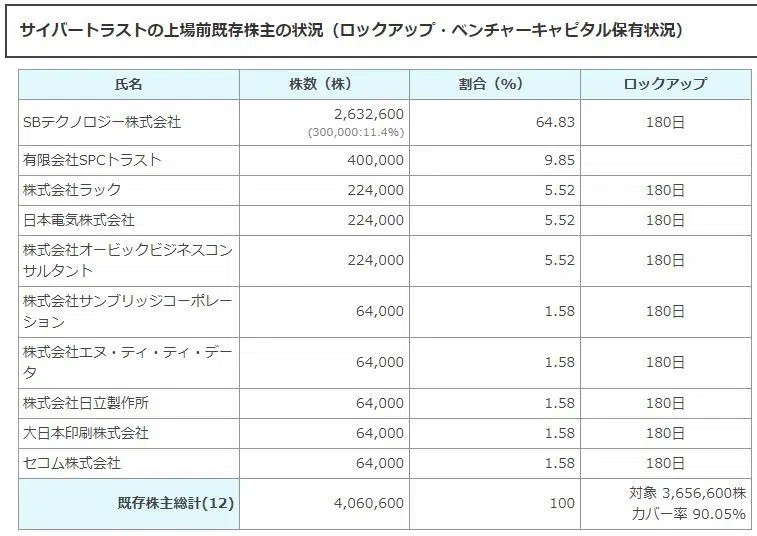 サイバートラストの上場前既存株主の状況（ロックアップ・ベンチャーキャピタル保有状況）
氏名 株数（株） 割合（%） ロックアップ
SBテクノロジー株式会社 2,632,600 64.83 180日
(300,000:11.4%)
有限会社SPCトラスト 400,000 9.85
株式会社ラック 224,000 5.52 180日
日本電気株式会社 224,000 5.52 180日
株式会社オービックビジネスコン
サルタント 224,000 5.52 180日
株式会社サンブリッジコーポレー
ション 64,000 1.58 180日
株式会社エヌ・ティ・ティ・デー
タ 64,000 1.58 180日
株式会社日立製作所 64,000 1.58 180日
大日本印刷株式会社 64,000 1.58 180日
セコム株式会社 64,000 1.58 180日
既存株主総計(12) 4,060,600 100 対象 3,656,600株
カバー率 90.05%